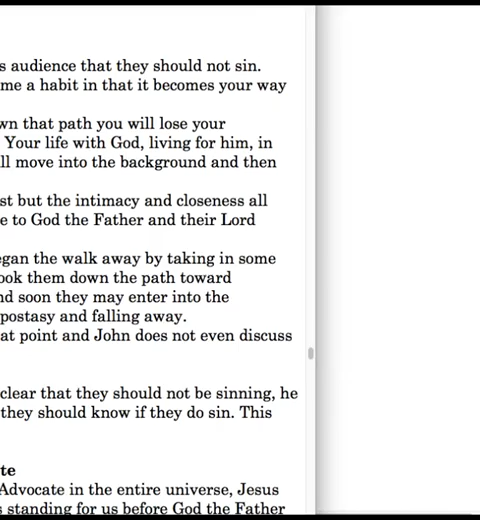 s audience that they should not sin.
me a habit in that it becomes your way
wn that path you will lose your
Your life with God, living for him, in
ll move into the background and then
st but the intimacy and closeness all
e to God the Father and their Lord
egan the walk away by taking in some
ook them down the path toward
nd soon they may enter into the
postasy and falling away.
at point and John does not even discuss
clear that they should not be sinning, he
they should know if they do sin. This
te
Advocate in the entire universe, Jesus
s standing for us before God the Father